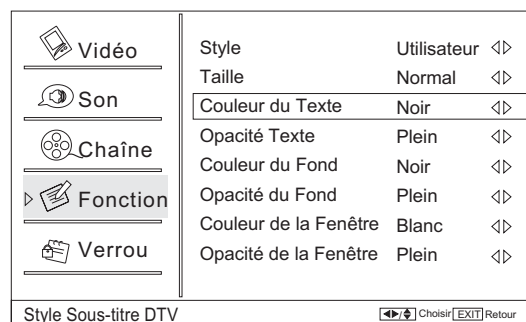 Vidéo
Son
Chaîne
Fonction
Verrou
Style Utilisateur
Taille Normal
Couleur du Texte Noir
Opacité Texte Plein
Couleur du Fond Noir
Opacité du Fond Plein
Couleur de la Fenêtre Blanc
Opacité de la Fenêtre Plein
Style Sous-titre DTV Choisir EXIT Retour